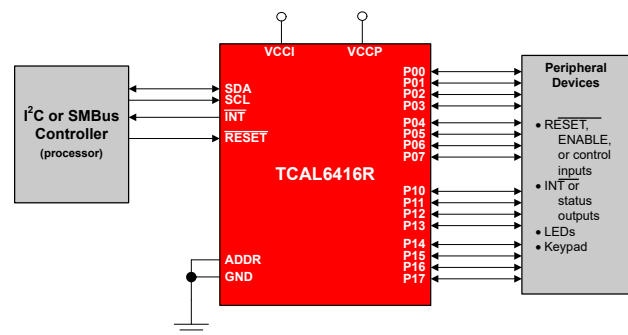 VCCI
VCCP
I²C or SMBus
Controller
(processor)
SDA
SCL
INT
RESET
TCAL6416R
ADDR
GND
P00
P01
P02
P03
P04
P05
P06
P07
P10
P11
P12
P13
P14
P15
P16
P17
Peripheral
Devices
• RESET,
ENABLE,
or control
inputs
• INT or
status
outputs
• LEDs
• Keypad